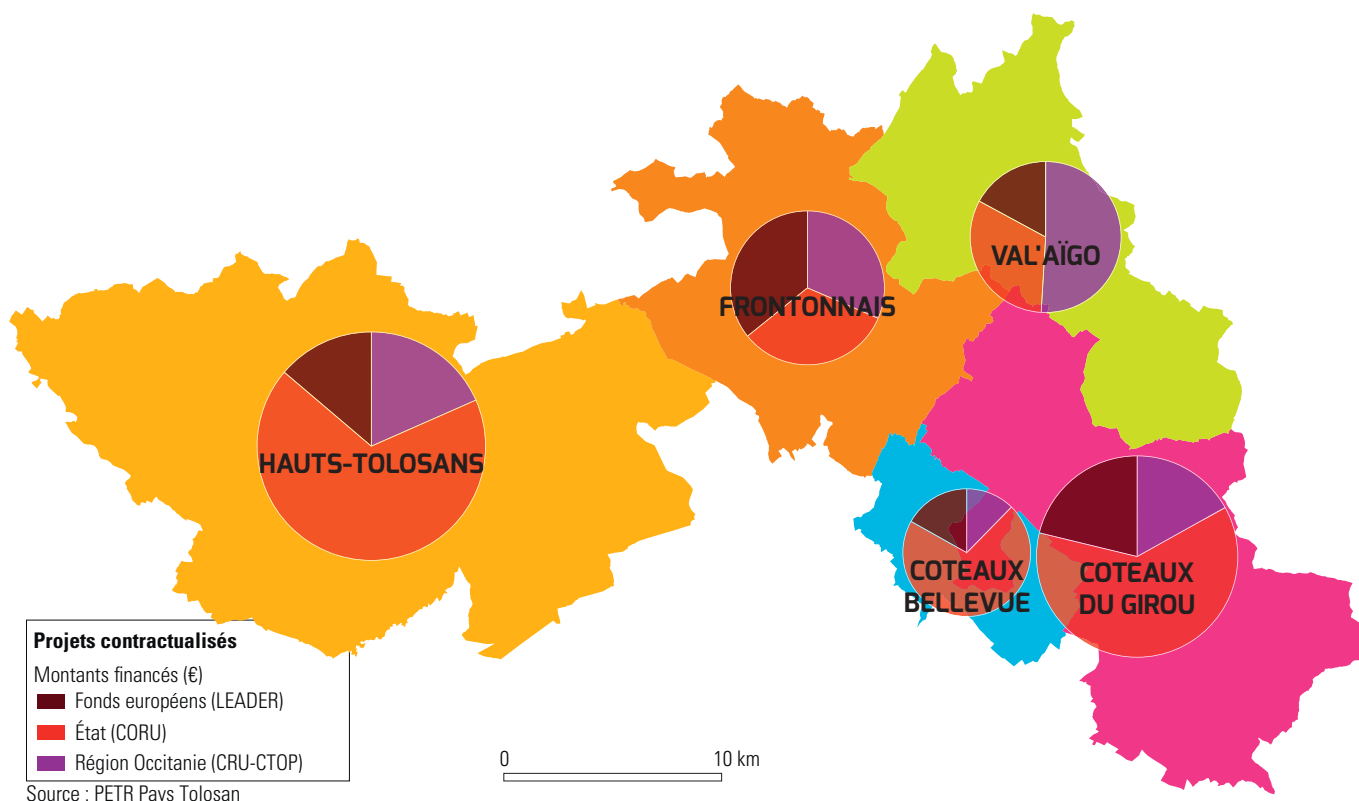 VAL'AÏGO
FRONTONNAIS
HAUTS-TOLOSANS
COTEAUX
BELLEVUE
COTEAUX
DU GIROU
Projets contractualisés
Montants financés (€)
Fonds européens (LEADER)
État (CORU)
Région Occitanie (CRU-CTOP)
Source : PETR Pays Tolosan
0 10 km